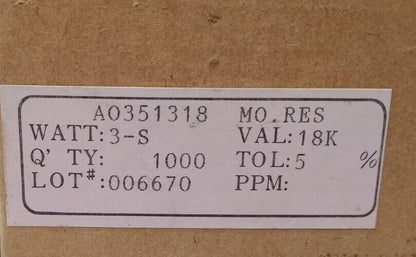 A0351318 MO.RES
WATT:3-S VAL:18K
Q' TY: 1000 TOL:5 %
LOT#:006670 PPM: